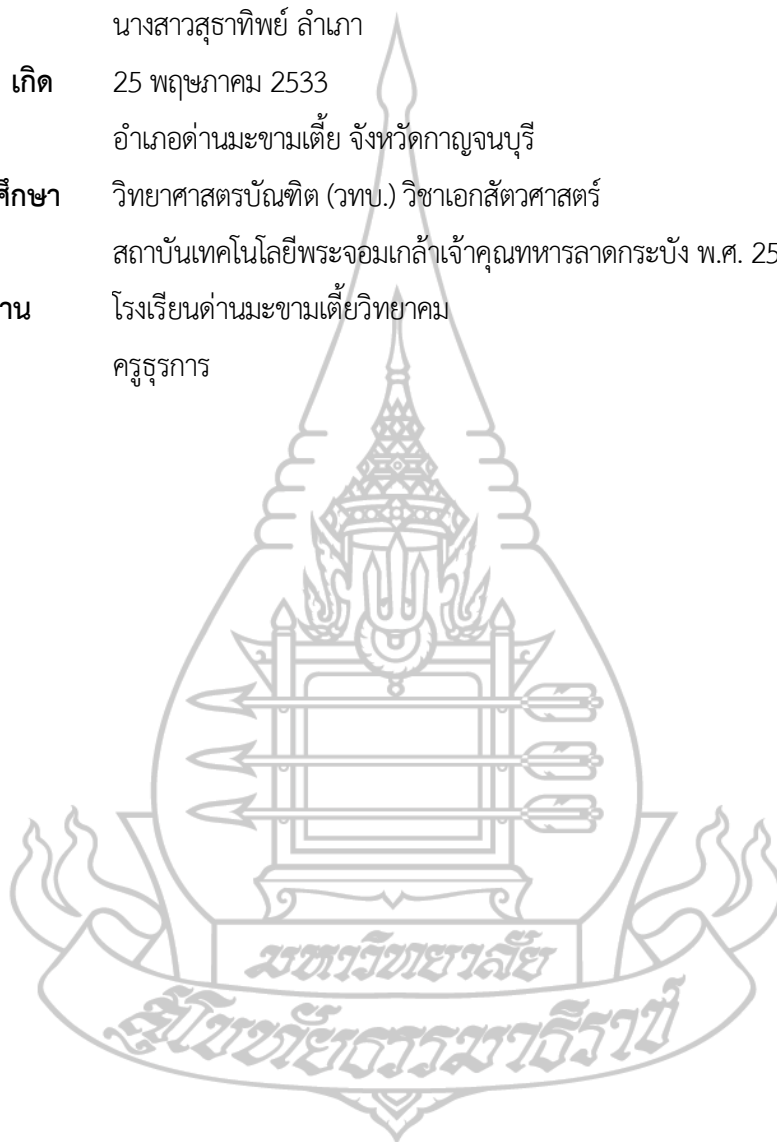 นางสาวสุธาทิพย์ ลำเภา
เกิด 25 พฤษภาคม 2533
อำเภอด่านมะขามเตี้ย จังหวัดกาญจนบุรี
วิทยาศาสตรบัณฑิต (วทบ.) วิชาเอกสัตวศาสตร์
สถาบันเทคโนโลยีพระจอมเกล้าเจ้าคุณทหารลาดกระบัง พ.ศ.
โรงเรียนด่านมะขามเตี้ยวิทยาคม
ครูธุรการ
มหาวิทยาลัย
สุโขทัยธรรมาธิราช